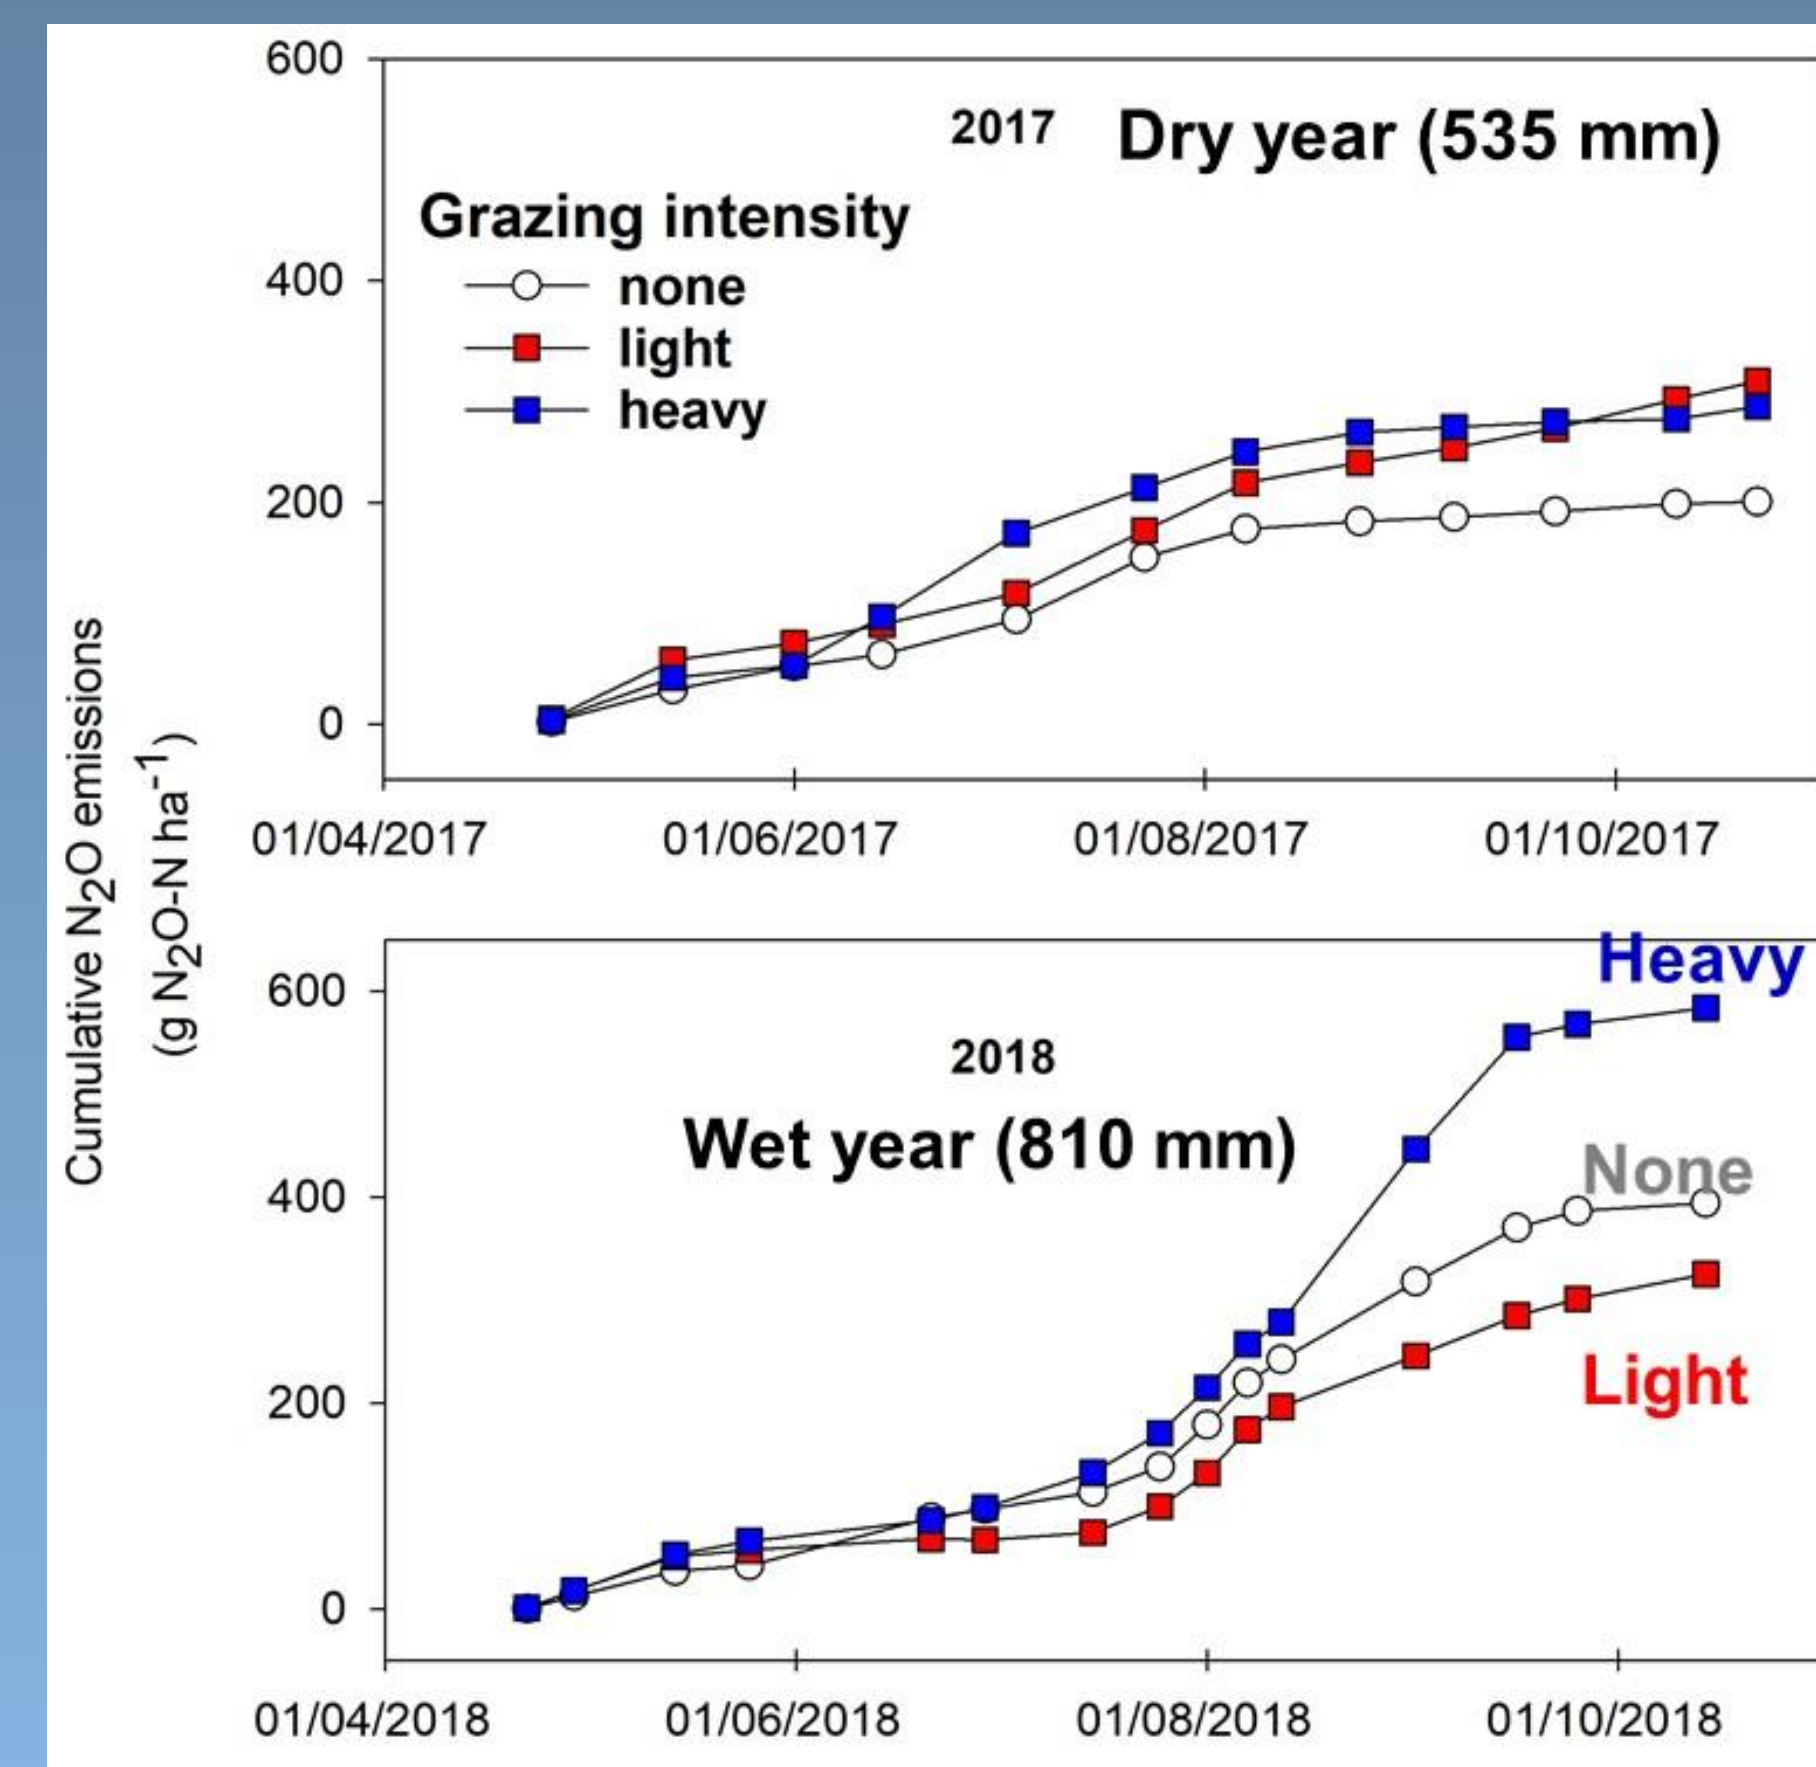 Cumulative N₂O emissions
(g N₂O-N ha⁻¹)
600
400
200
0
2017 Dry year (535 mm)
Grazing intensity
none
light
heavy
01/04/2017 01/06/2017 01/08/2017 01/10/2017
600
400
200
0
2018
Wet year (810 mm)
Heavy
None
Light
01/04/2018 01/06/2018 01/08/2018 01/10/2018